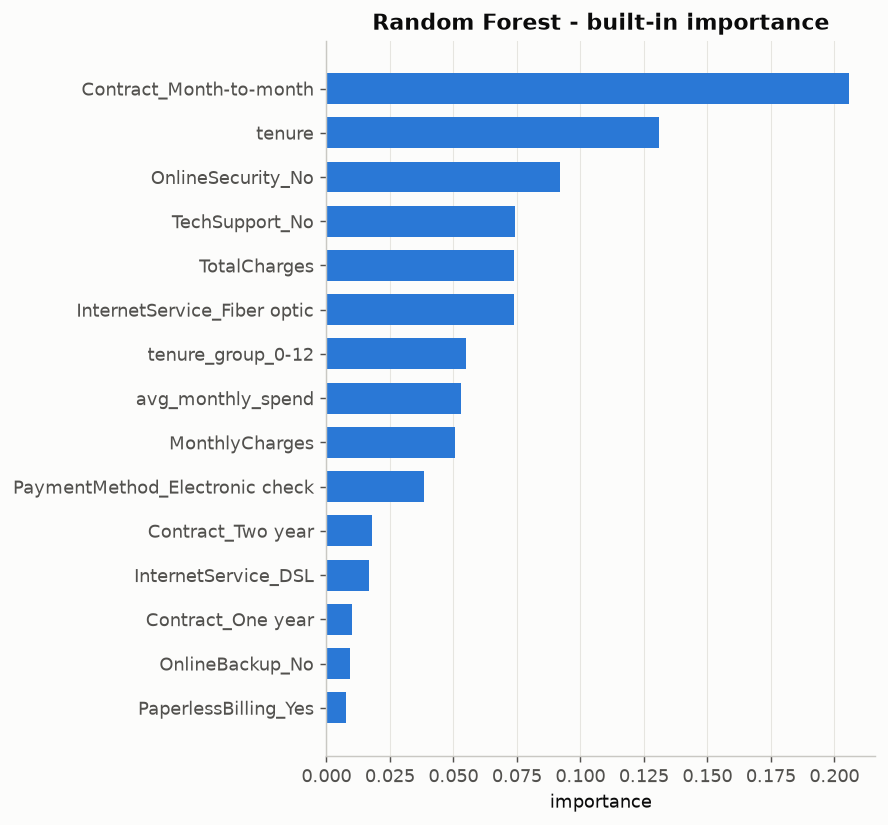 Random Forest - built-in importance
Contract_Month-to-month
tenure
OnlineSecurity_No
TechSupport_No
TotalCharges
InternetService_Fiber optic
tenure_group_0-12
avg_monthly_spend
MonthlyCharges
PaymentMethod_Electronic check
Contract_Two year
InternetService_DSL
Contract_One year
OnlineBackup_No
PaperlessBilling_Yes
0.000 0.025 0.050 0.075 0.100 0.125 0.150 0.175 0.200
importance